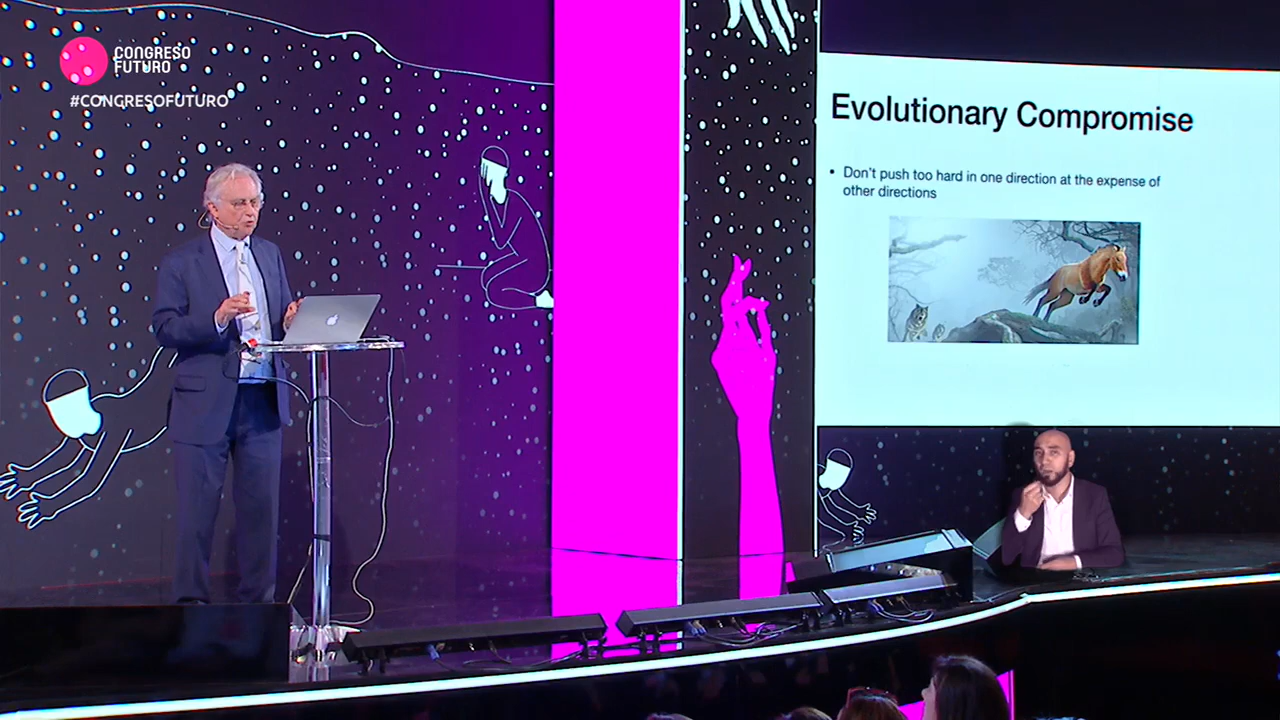 CONGRESO
FUTURO
#CONGRESOFUTURO
Evolutionary Compromise
• Don't push too hard in one direction at the expense of
other directions